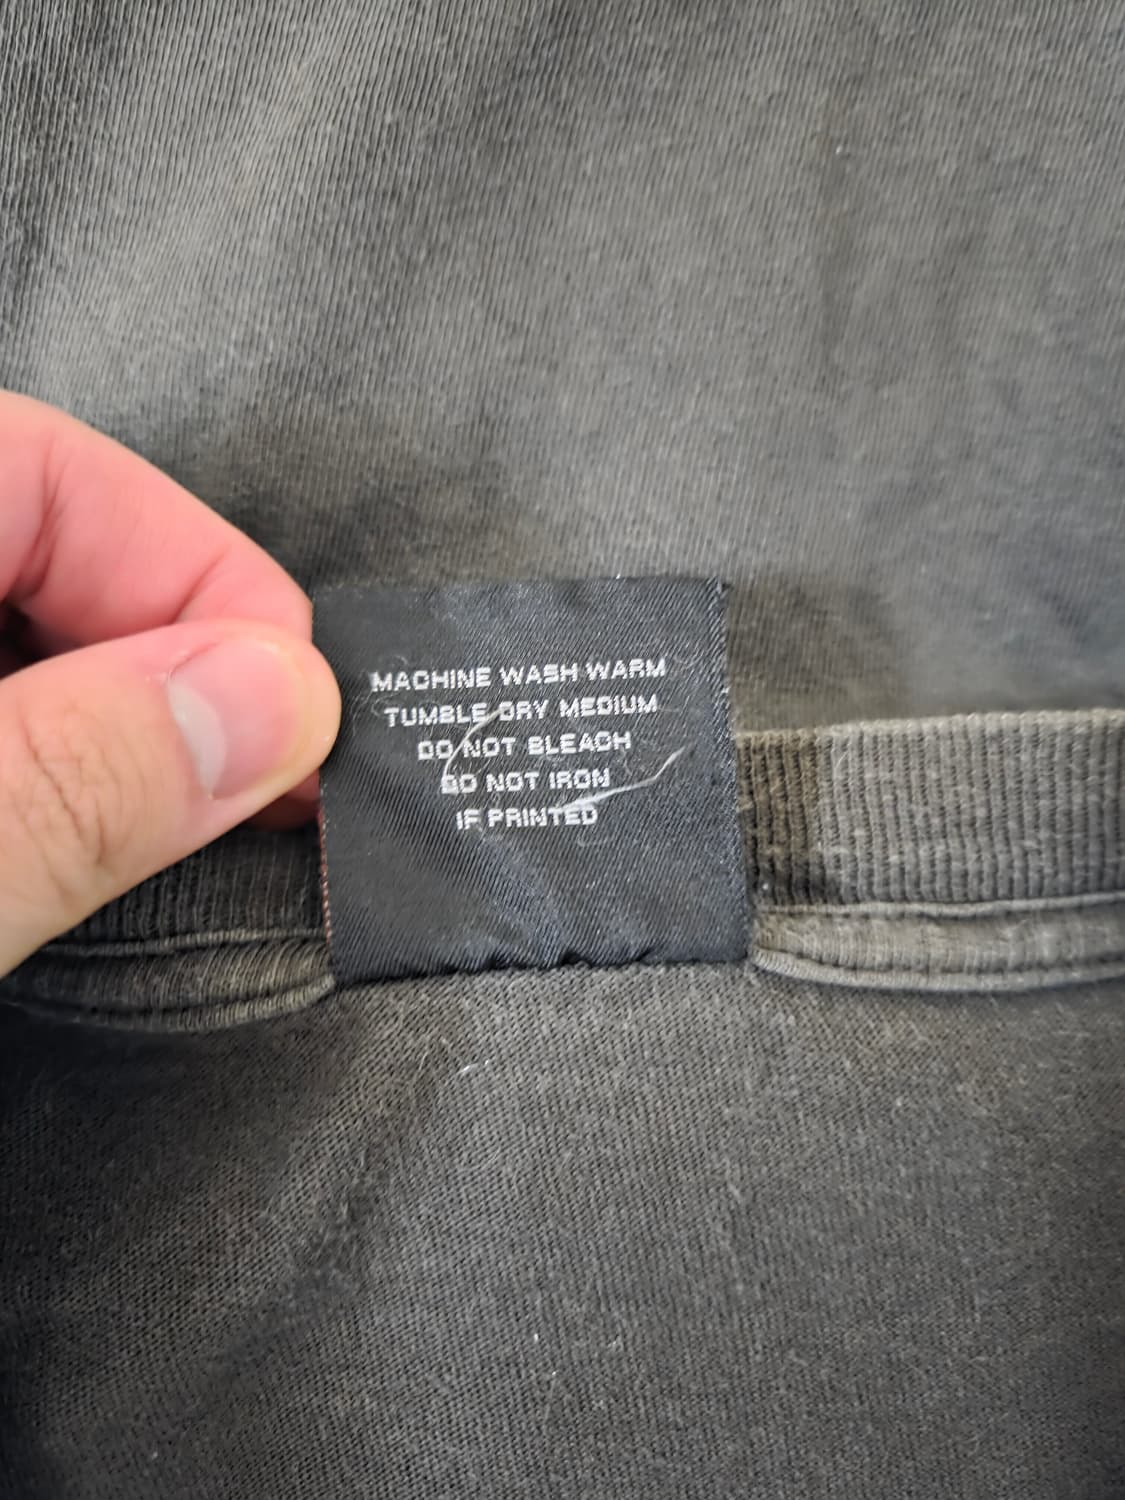 MACHINE WASH WARM
TUMBLE DRY MEDIUM
DO NOT BLEACH
DO NOT IRON
IF PRINTED